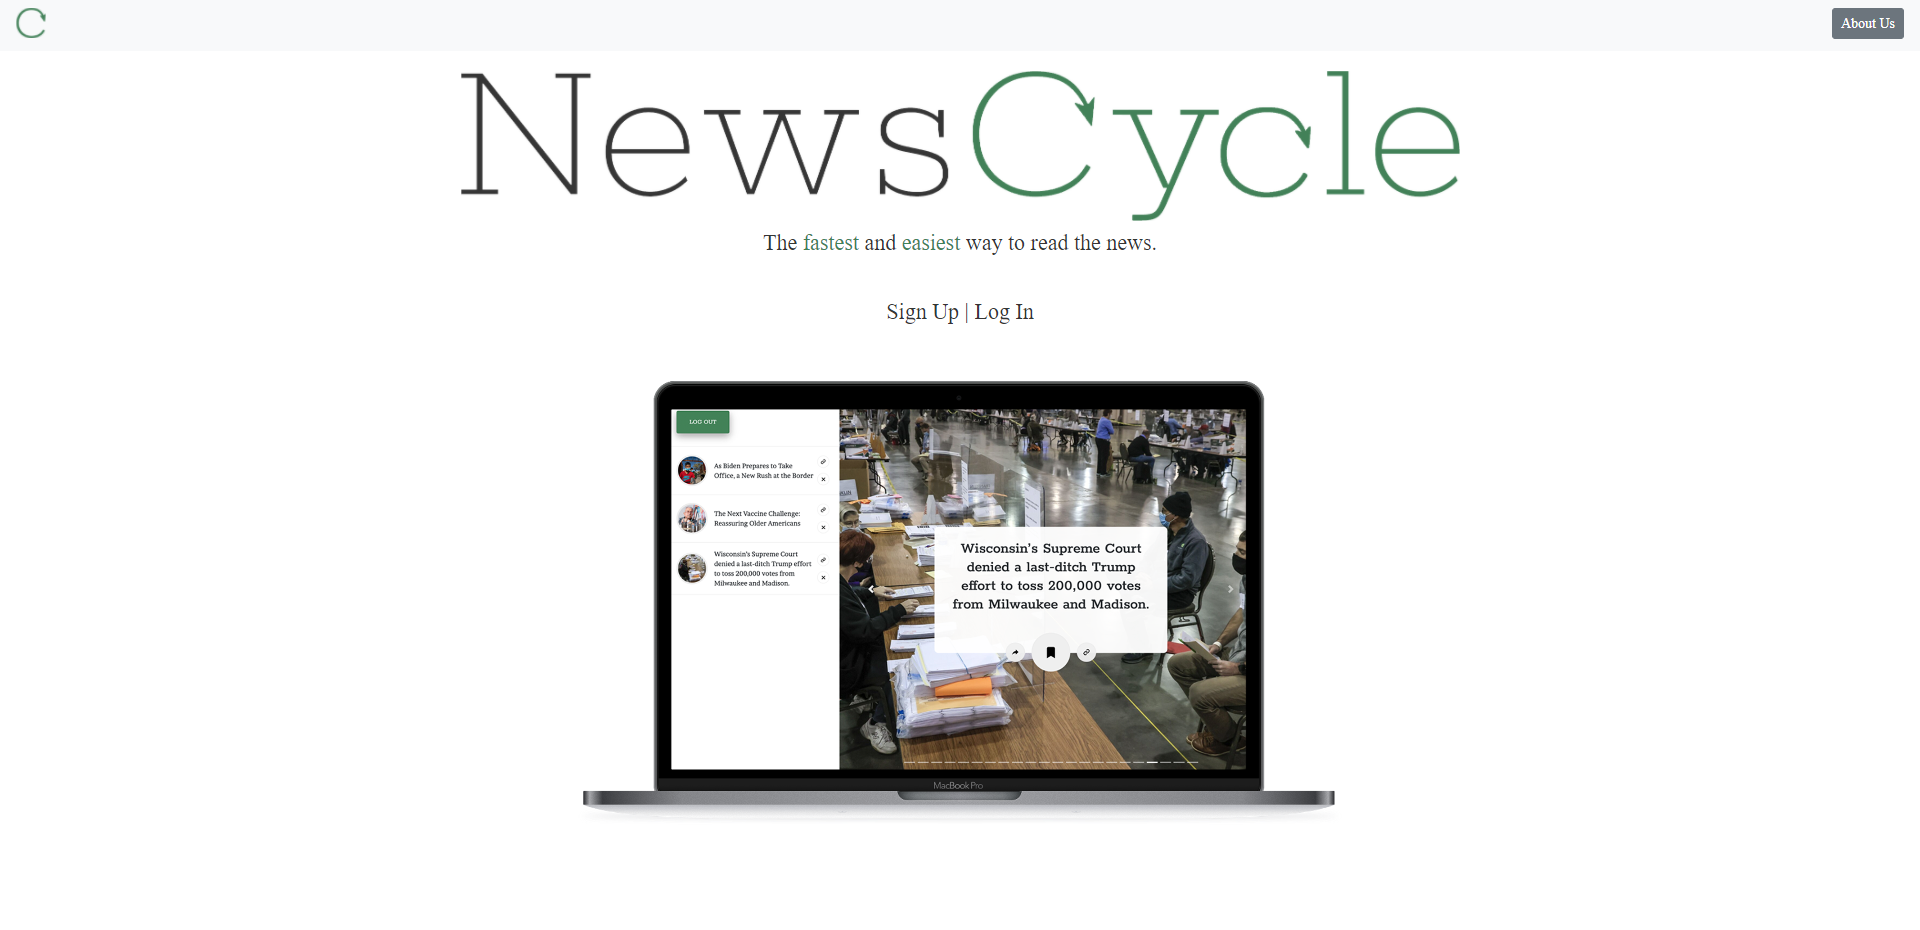 About Us
NewsCycle
The fastest and easiest way to read the news.
Sign Up | Log In
LOG OUT
As Biden Prepares to Take
Office, a New Rush at the Border
The Next Vaccine Challenge:
Reassuring Older Americans
Wisconsin's Supreme Court
denied a last-ditch Trump effort
to toss 200,000 votes from
Milwaukee and Madison.
Wisconsin's Supreme Court
denied a last-ditch Trump
effort to toss 200,000 votes
from Milwaukee and Madison.
MacBook Pro